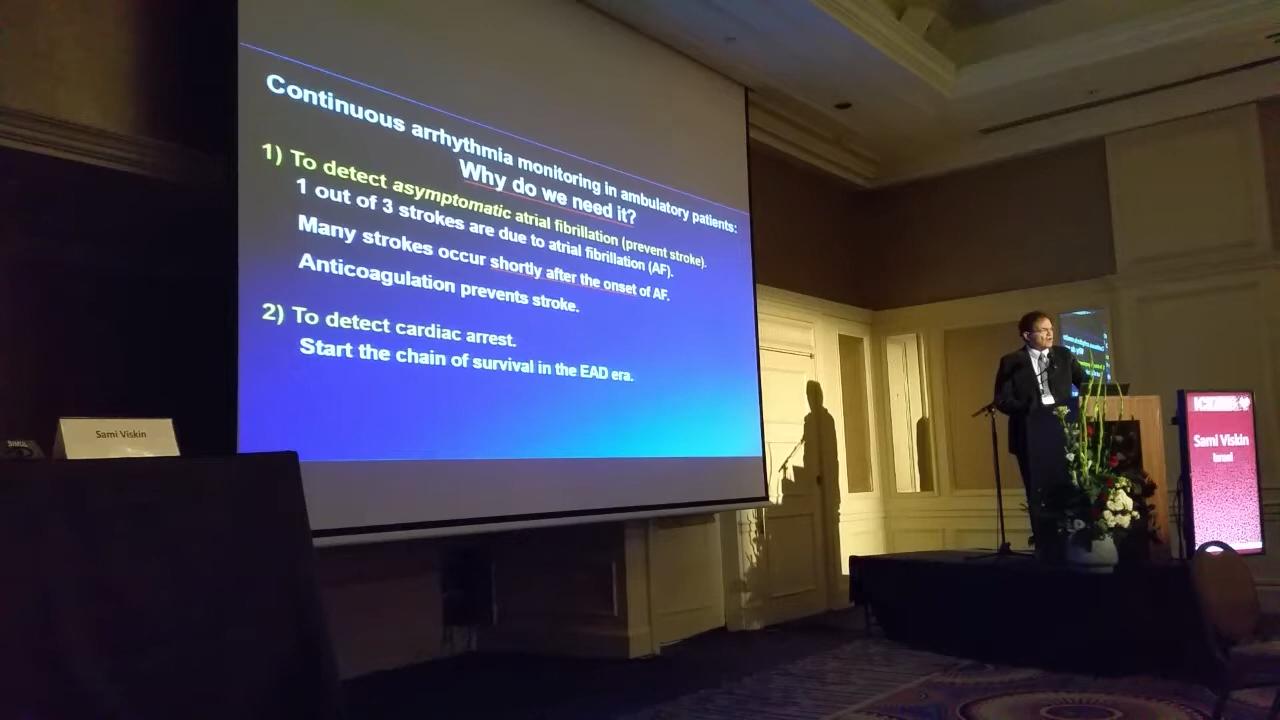 Continuous arrhythmia monitoring in ambulatory patients:
Why do we need it?
1) To detect asymptomatic atrial fibrillation (prevent stroke).
1 out of 3 strokes are due to atrial fibrillation (AF).
Many strokes occur shortly after the onset of AF.
Anticoagulation prevents stroke.
2) To detect cardiac arrest.
Start the chain of survival in the EAD era.
Sami Viskin
Sami Viskin
Israel